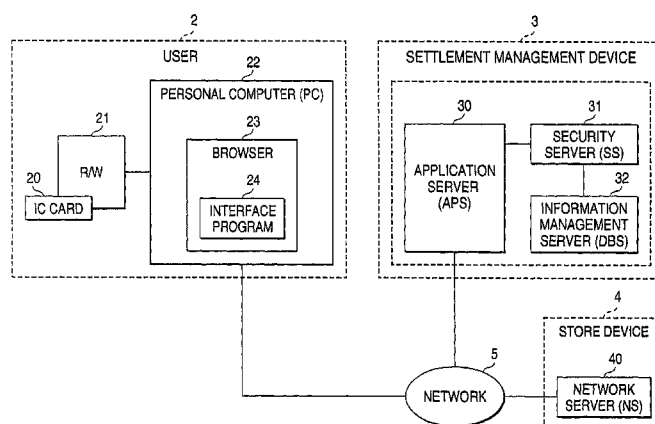 2
USER
22
PERSONAL COMPUTER (PC)
21
R/W
23
BROWSER
20
IC CARD
24
INTERFACE
PROGRAM
3
SETTLEMENT MANAGEMENT DEVICE
30
APPLICATION
SERVER
(APS)
31
SECURITY
SERVER (SS)
32
INFORMATION
MANAGEMENT
SERVER (DBS)
4
STORE DEVICE
5
NETWORK
40
NETWORK
SERVER (NS)